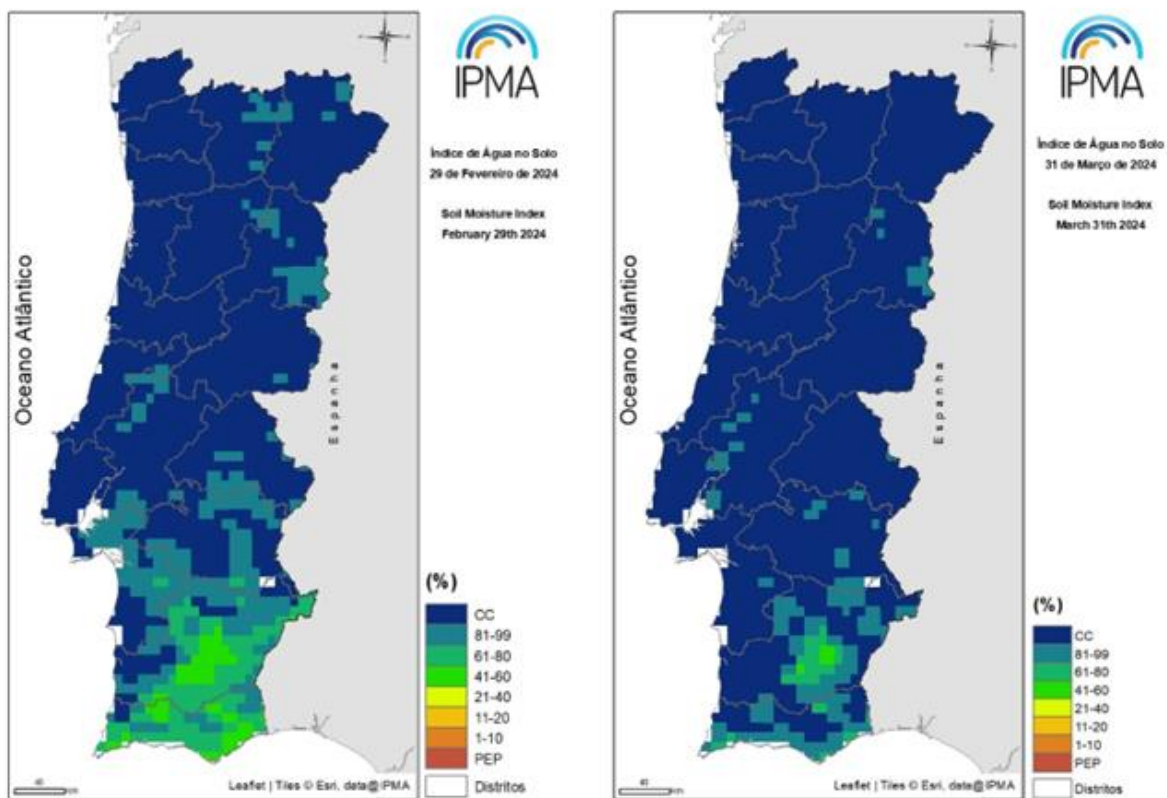 IPMA
Índice de Água no Solo
29 de Fevereiro de 2024
Soil Moisture Index
February 29th 2024
Oceano Atlântico
Espanha
(%)
CC
81-99
61-80
41-60
21-40
11-20
1-10
PEP
Distritos
Leaflet | Tiles © Esri, data@IPMA
40
km
IPMA
Índice de Água no Solo
31 de Março de 2024
Soil Moisture Index
March 31th 2024
Oceano Atlântico
Espanha
(%)
CC
81-99
61-80
41-60
21-40
11-20
1-10
PEP
Distritos
Leaflet | Tiles © Esri, data@IPMA
40
km